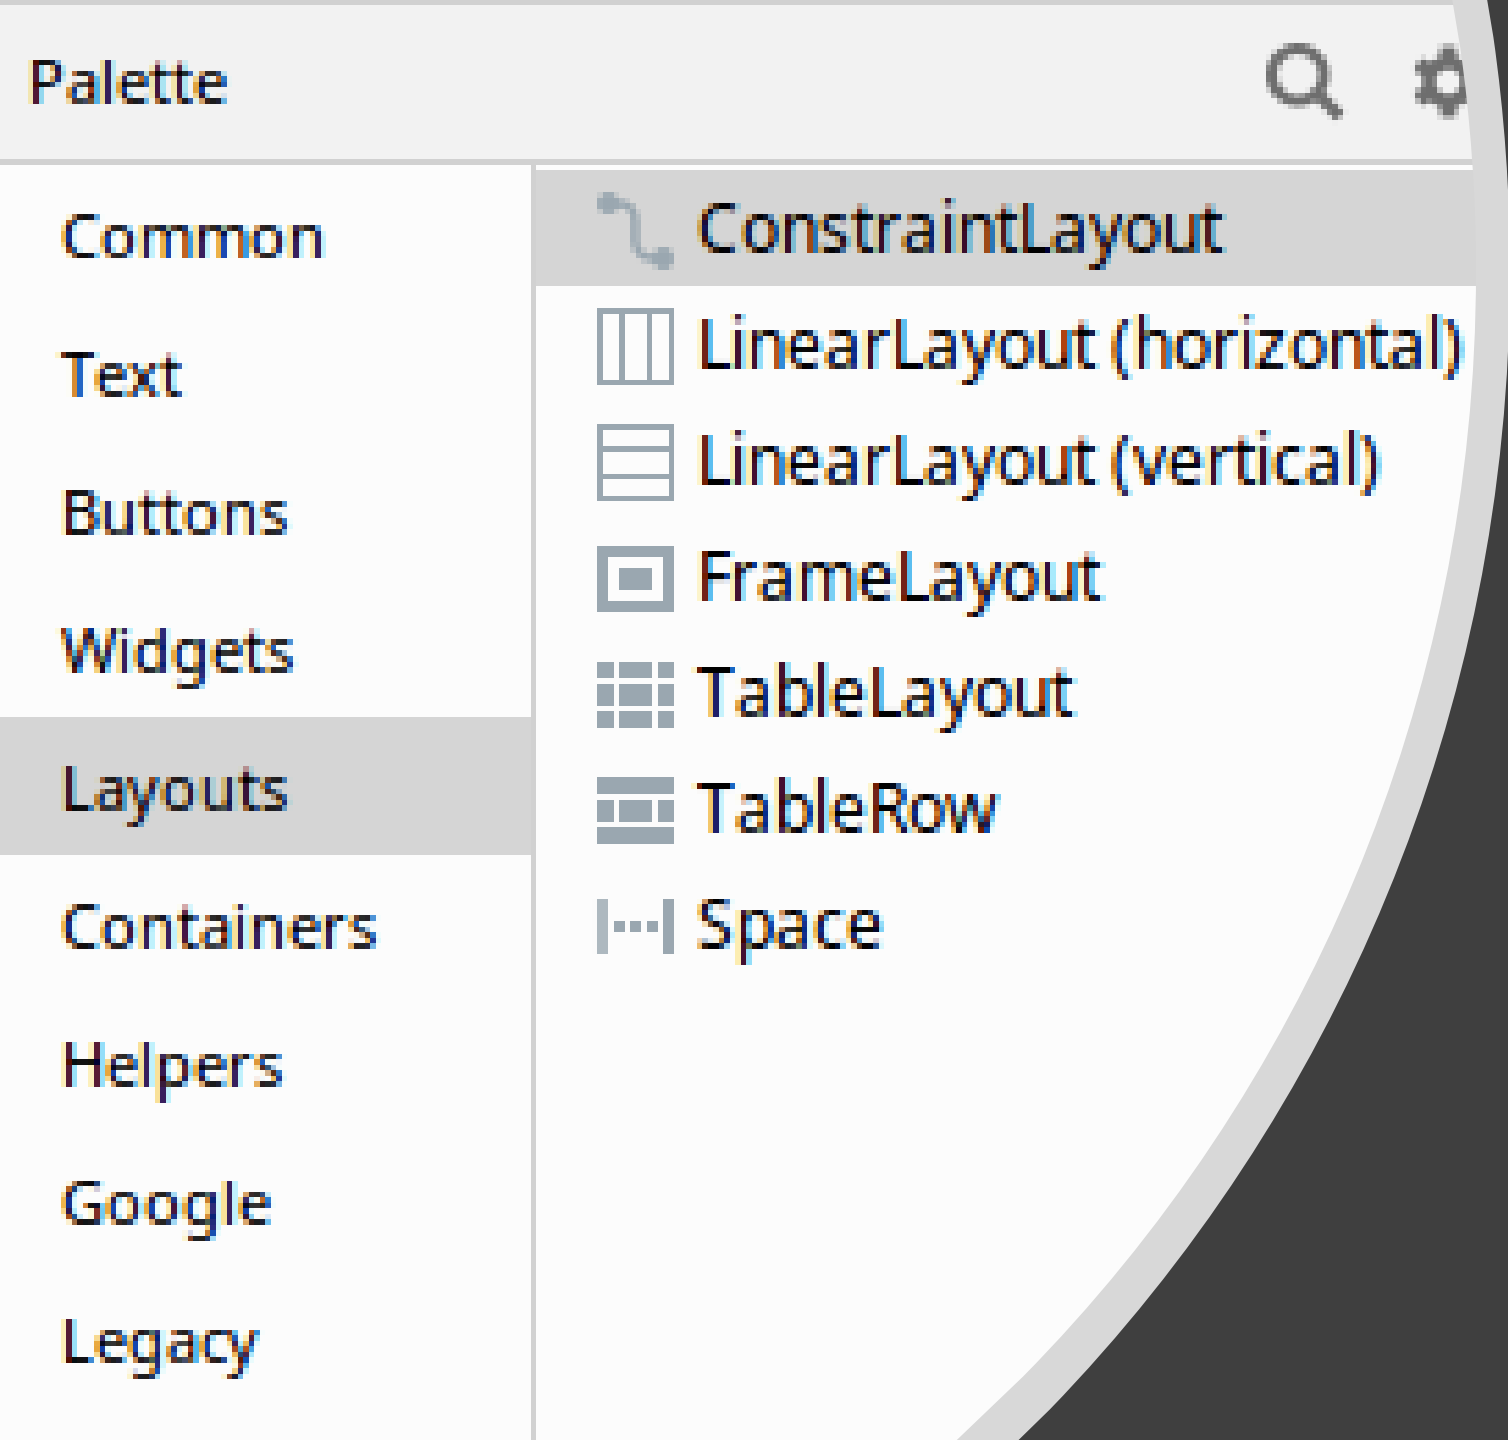 Palette
Common
Text
Buttons
Widgets
Layouts
Containers
Helpers
Google
Legacy
ConstraintLayout
LinearLayout (horizontal)
LinearLayout (vertical)
FrameLayout
TableLayout
TableRow
Space